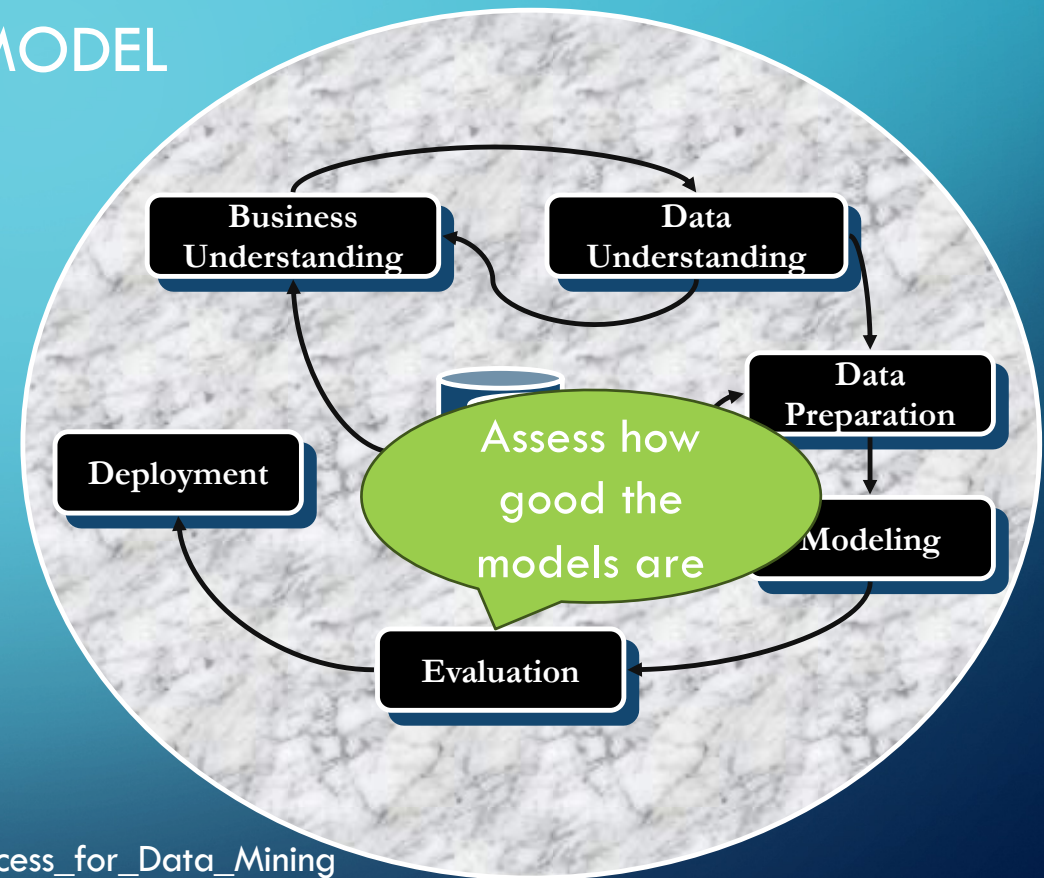 MODEL
Business
Understanding
Data
Understanding
Data
Preparation
Assess how
good the
models are
Deployment
Modeling
Evaluation
cess_for_Data_Mining